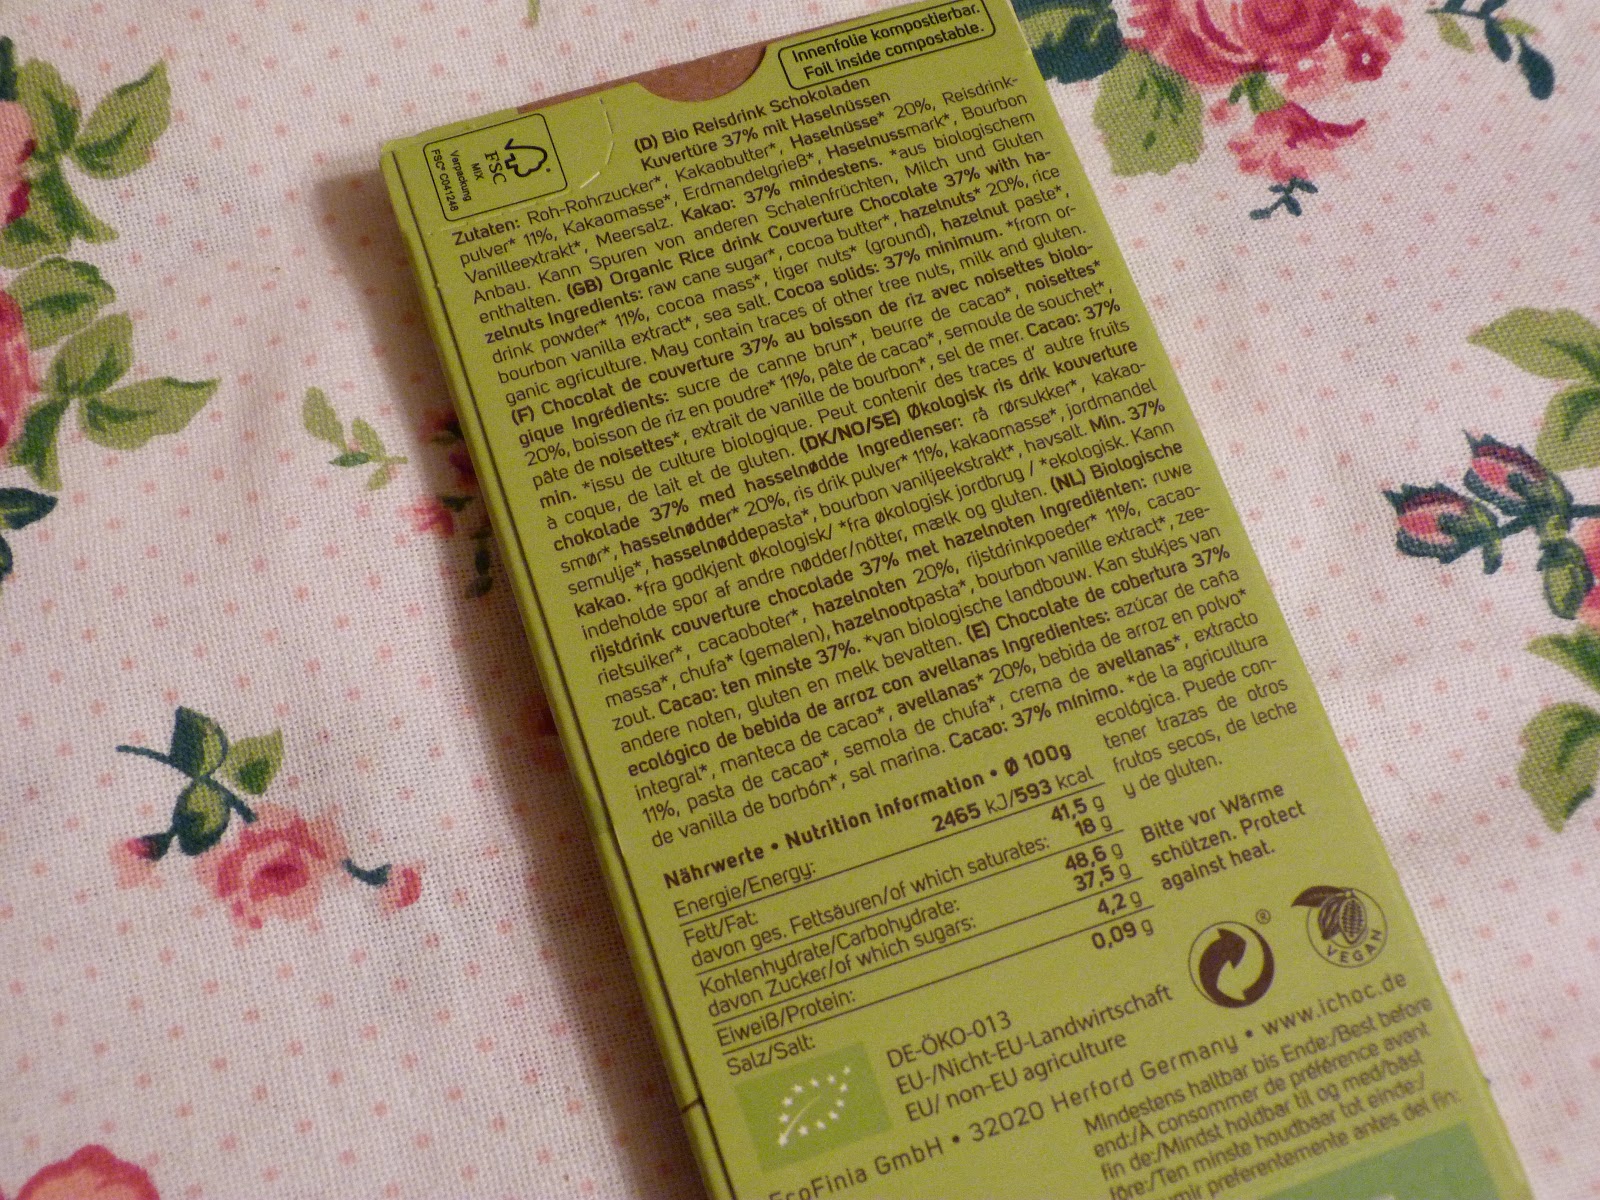 Innenfolie kompostierbar.
Foil inside compostable.
FSC
MIX
Verpackung
FSC® C041248
(D) Bio Reisdrink Schokoladen
Kuvertüre 37% mit Haselnüssen
Zutaten: Roh-Rohrzucker*, Kakaobutter*, Haselnüsse* 20%, Reisdrink-
pulver* 11%, Kakaomasse*, Erdmandelgrieß*, Haselnussmark*, Bourbon
Vanilleextrakt*, Meersalz. Kakao: 37% mindestens. *aus biologischem
Anbau. Kann Spuren von anderen Schalenfrüchten, Milch und Gluten
enthalten. (GB) Organic Rice drink Couverture Chocolate 37% with ha-
zelnuts Ingredients: raw cane sugar*, cocoa butter*, hazelnuts* 20%, rice
drink powder* 11%, cocoa mass*, tiger nuts* (ground), hazelnut paste*,
bourbon vanilla extract*, sea salt. Cocoa solids: 37% minimum. *from or-
ganic agriculture. May contain traces of other tree nuts, milk and gluten.
(F) Chocolat de couverture 37% au boisson de riz avec noisettes biolo-
gique Ingrédients: sucre de canne brun*, beurre de cacao*, noisettes*
20%, boisson de riz en poudre* 11%, pâte de cacao*, semoule de souchet*,
pâte de noisettes*, extrait de vanille de bourbon*, sel de mer. Cacao: 37%
min. *issu de culture biologique. Peut contenir des traces d' autre fruits
à coque, de lait et de gluten. (DK/NO/SE) Økologisk ris drik kouverture
chokolade 37% med hasselnødde Ingredienser: rå rørsukker*, kakao-
smør*, hasselnødder* 20%, ris drik pulver* 11%, kakaomasse*, jordmandel
semulje*, hasselnøddepasta*, bourbon vaniljeekstrakt*, havsalt. Min. 37%
kakao. *fra godkjent økologisk/ *fra økologisk jordbrug / *ekologisk. Kann
indeholde spor af andre nødder/nötter, mælk og gluten. (NL) Biologische
rijstdrink couverture chocolade 37% met hazelnoten Ingrediënten: ruwe
rietsuiker*, cacaoboter*, hazelnoten 20%, rijstdrinkpoeder* 11%, cacao-
massa*, chufa* (gemalen), hazelnootpasta*, bourbon vanille extract*, zee-
zout. Cacao: ten minste 37%. *van biologische landbouw. Kan stukjes van
andere noten, gluten en melk bevatten. (E) Chocolate de cobertura 37%
ecológico de bebida de arroz con avellanas Ingredientes: azúcar de caña
integral*, manteca de cacao*, avellanas* 20%, bebida de arroz en polvo*
11%, pasta de cacao*, semola de chufa*, crema de avellanas*, extracto
de vanilla de borbón*, sal marina. Cacao: 37% mínimo. *de la agricultura
ecológica. Puede con-
tener trazas de otros
frutos secos, de leche
y de gluten.
Nährwerte • Nutrition information • Ø 100g
Energie/Energy: 2465 kJ/593 kcal
Fett/Fat: 41,5 g
davon ges. Fettsäuren/of which saturates: 18 g
Kohlenhydrate/Carbohydrate: 48,6 g
davon Zucker/of which sugars: 37,5 g
Eiweiß/Protein: 4,2 g
Salz/Salt: 0,09 g
Bitte vor Wärme
schützen. Protect
against heat.
®
VEGAN
DE-ÖKO-013
EU-/Nicht-EU-Landwirtschaft
EU/ non-EU agriculture
EcoFinia GmbH • 32020 Herford Germany • www.ichoc.de
Mindestens haltbar bis Ende:/Best before
end:/À consommer de préférence avant
fin de:/Mindst holdbar til og med/bäst
före:/Ten minste houdbaar tot einde:/
preferentemente antes del fin: